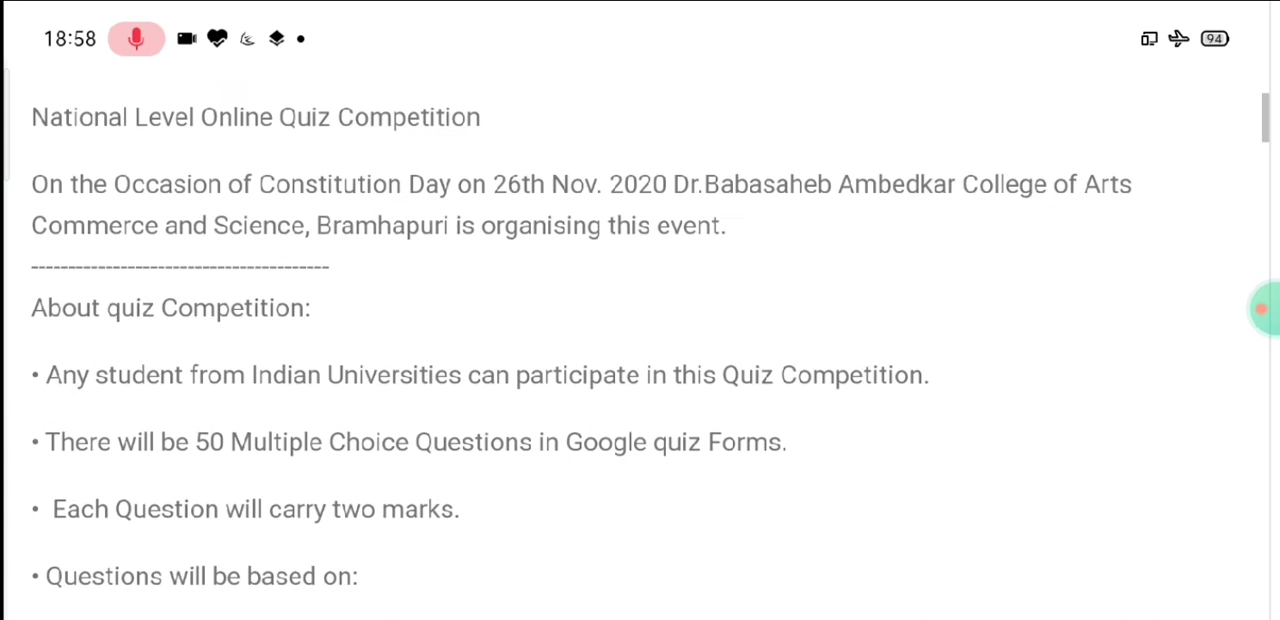 18:58
94
National Level Online Quiz Competition
On the Occasion of Constitution Day on 26th Nov. 2020 Dr.Babasaheb Ambedkar College of Arts
Commerce and Science, Bramhapuri is organising this event.
----------------------------------------
About quiz Competition:
• Any student from Indian Universities can participate in this Quiz Competition.
• There will be 50 Multiple Choice Questions in Google quiz Forms.
•  Each Question will carry two marks.
• Questions will be based on: